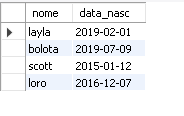 nome data_nasc
layla 2019-02-01
bolota 2019-07-09
scott 2015-01-12
loro 2016-12-07